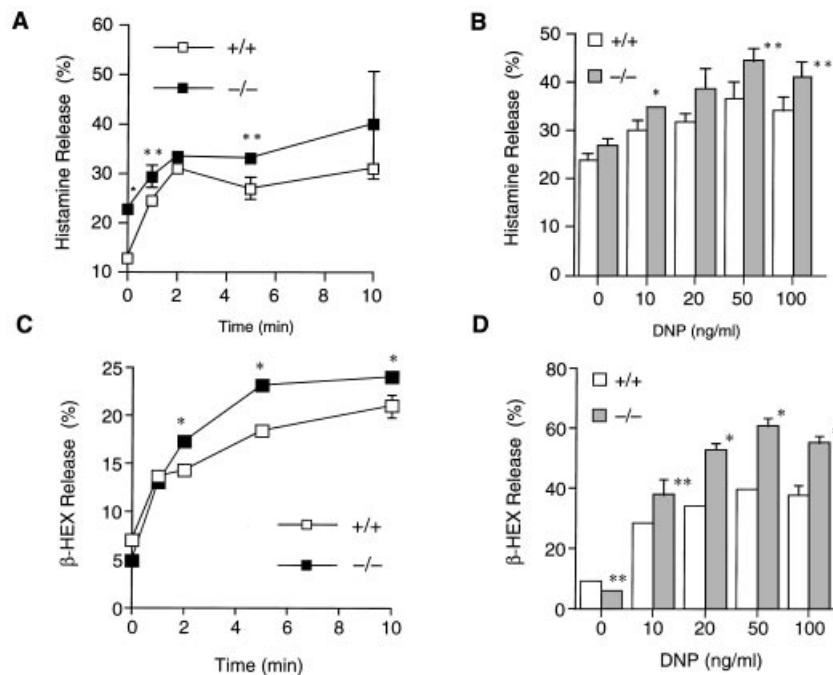 A
Histamine Release (%)
60
50
40
30
20
10
+/+
−/−
*
**
**
0 2 4 6 8 10
Time (min)
B
Histamine Release (%)
50
40
30
20
10
0
+/+
−/−
*
**
**
0 10 20 50 100
DNP (ng/ml)
C
β-HEX Release (%)
25
20
15
10
5
0
*
*
*
+/+
−/−
0 2 4 6 8 10
Time (min)
D
β-HEX Release (%)
80
60
40
20
0
+/+
−/−
**
**
*
*
0 10 20 50 100
DNP (ng/ml)